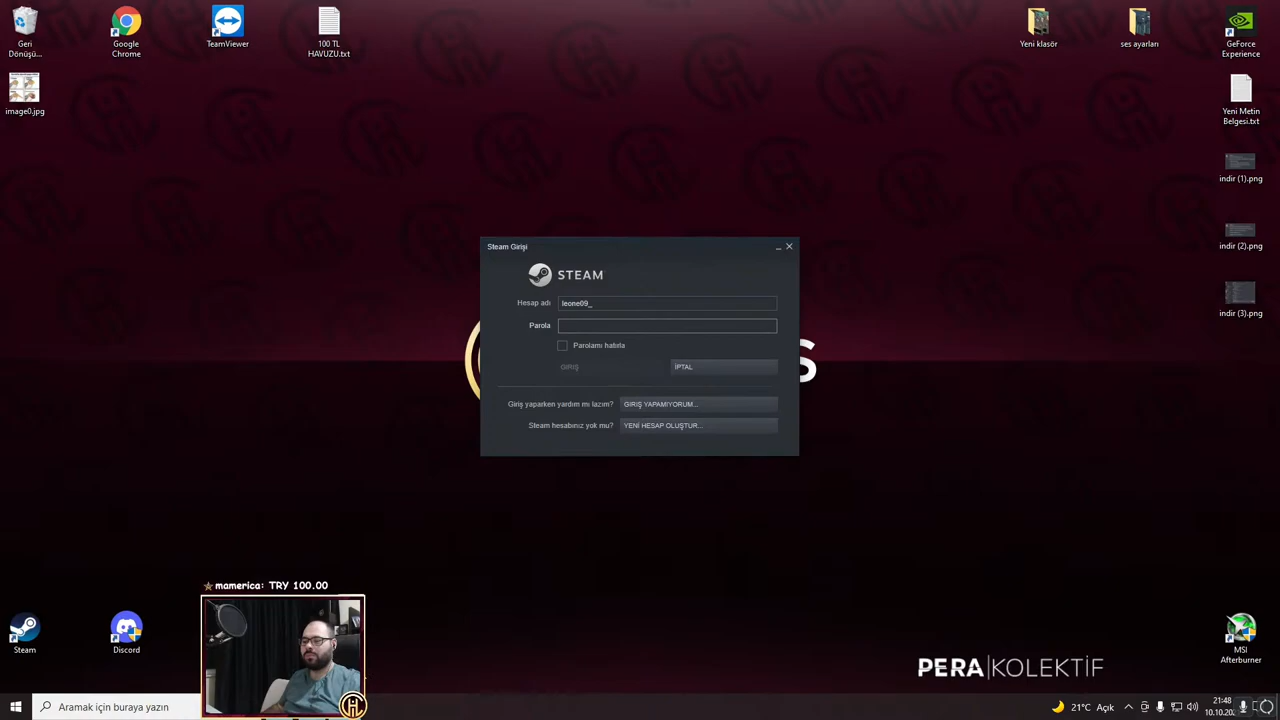 Geri
Dönüşü...
Google
Chrome
TeamViewer
100 TL
HAVUZU.txt
Yeni klasör
ses ayarları
GeForce
Experience
image0.jpg
Yeni Metin
Belgesi.txt
indir (1).png
indir (2).png
indir (3).png
Steam Girişi
STEAM
Hesap adı
leone09_
Parola
Parolamı hatırla
GİRİŞ
İPTAL
Giriş yaparken yardım mı lazım?
GİRİŞ YAPAMIYORUM...
Steam hesabınız yok mu?
YENİ HESAP OLUŞTUR...
mamerica: TRY 100.00
Steam
Discord
MSI
Afterburner
PERA|KOLEKTİF
Aramak için buraya yazın
21°C Açık
21:48
10.10.20